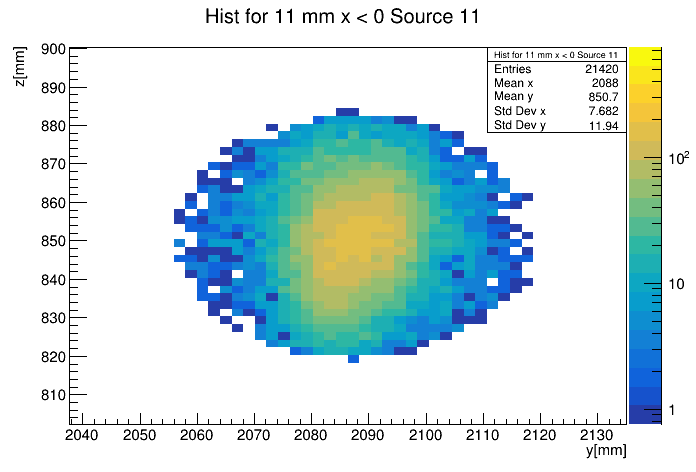 Hist for 11 mm x < 0 Source 11
z[mm]
900
890
880
870
860
850
840
830
820
810
2040 2050 2060 2070 2080 2090 2100 2110 2120 2130
y[mm]
Hist for 11 mm x < 0 Source 11
Entries 21420
Mean x 2088
Mean y 850.7
Std Dev x 7.682
Std Dev y 11.94
10²
10
1